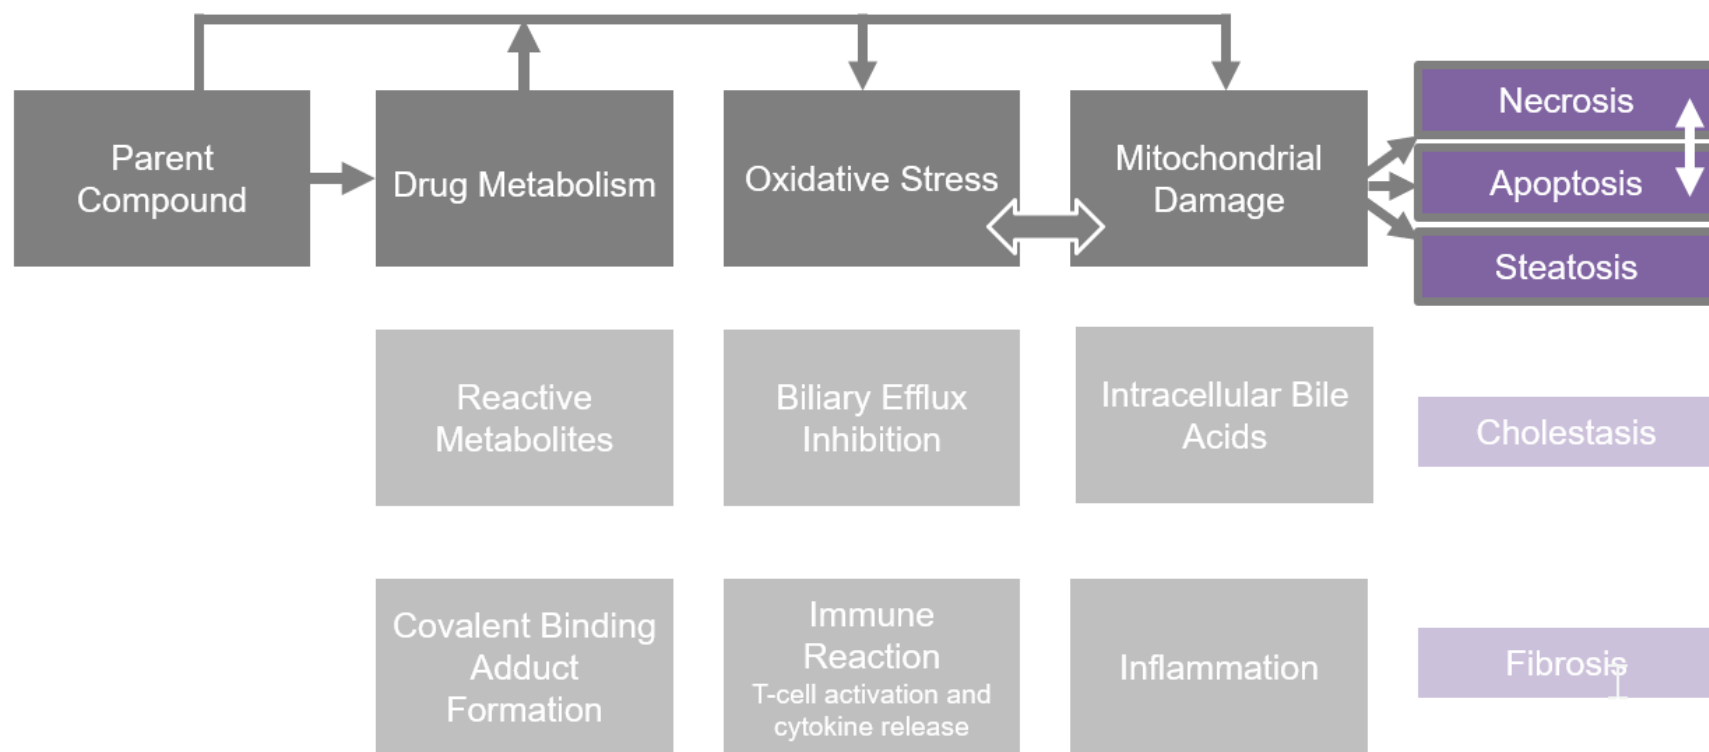 Parent
Compound
Drug Metabolism
Oxidative Stress
Mitochondrial
Damage
Necrosis
Apoptosis
Steatosis
Reactive
Metabolites
Biliary Efflux
Inhibition
Intracellular Bile
Acids
Cholestasis
Covalent Binding
Adduct
Formation
Immune
Reaction
T-cell activation and
cytokine release
Inflammation
Fibrosis